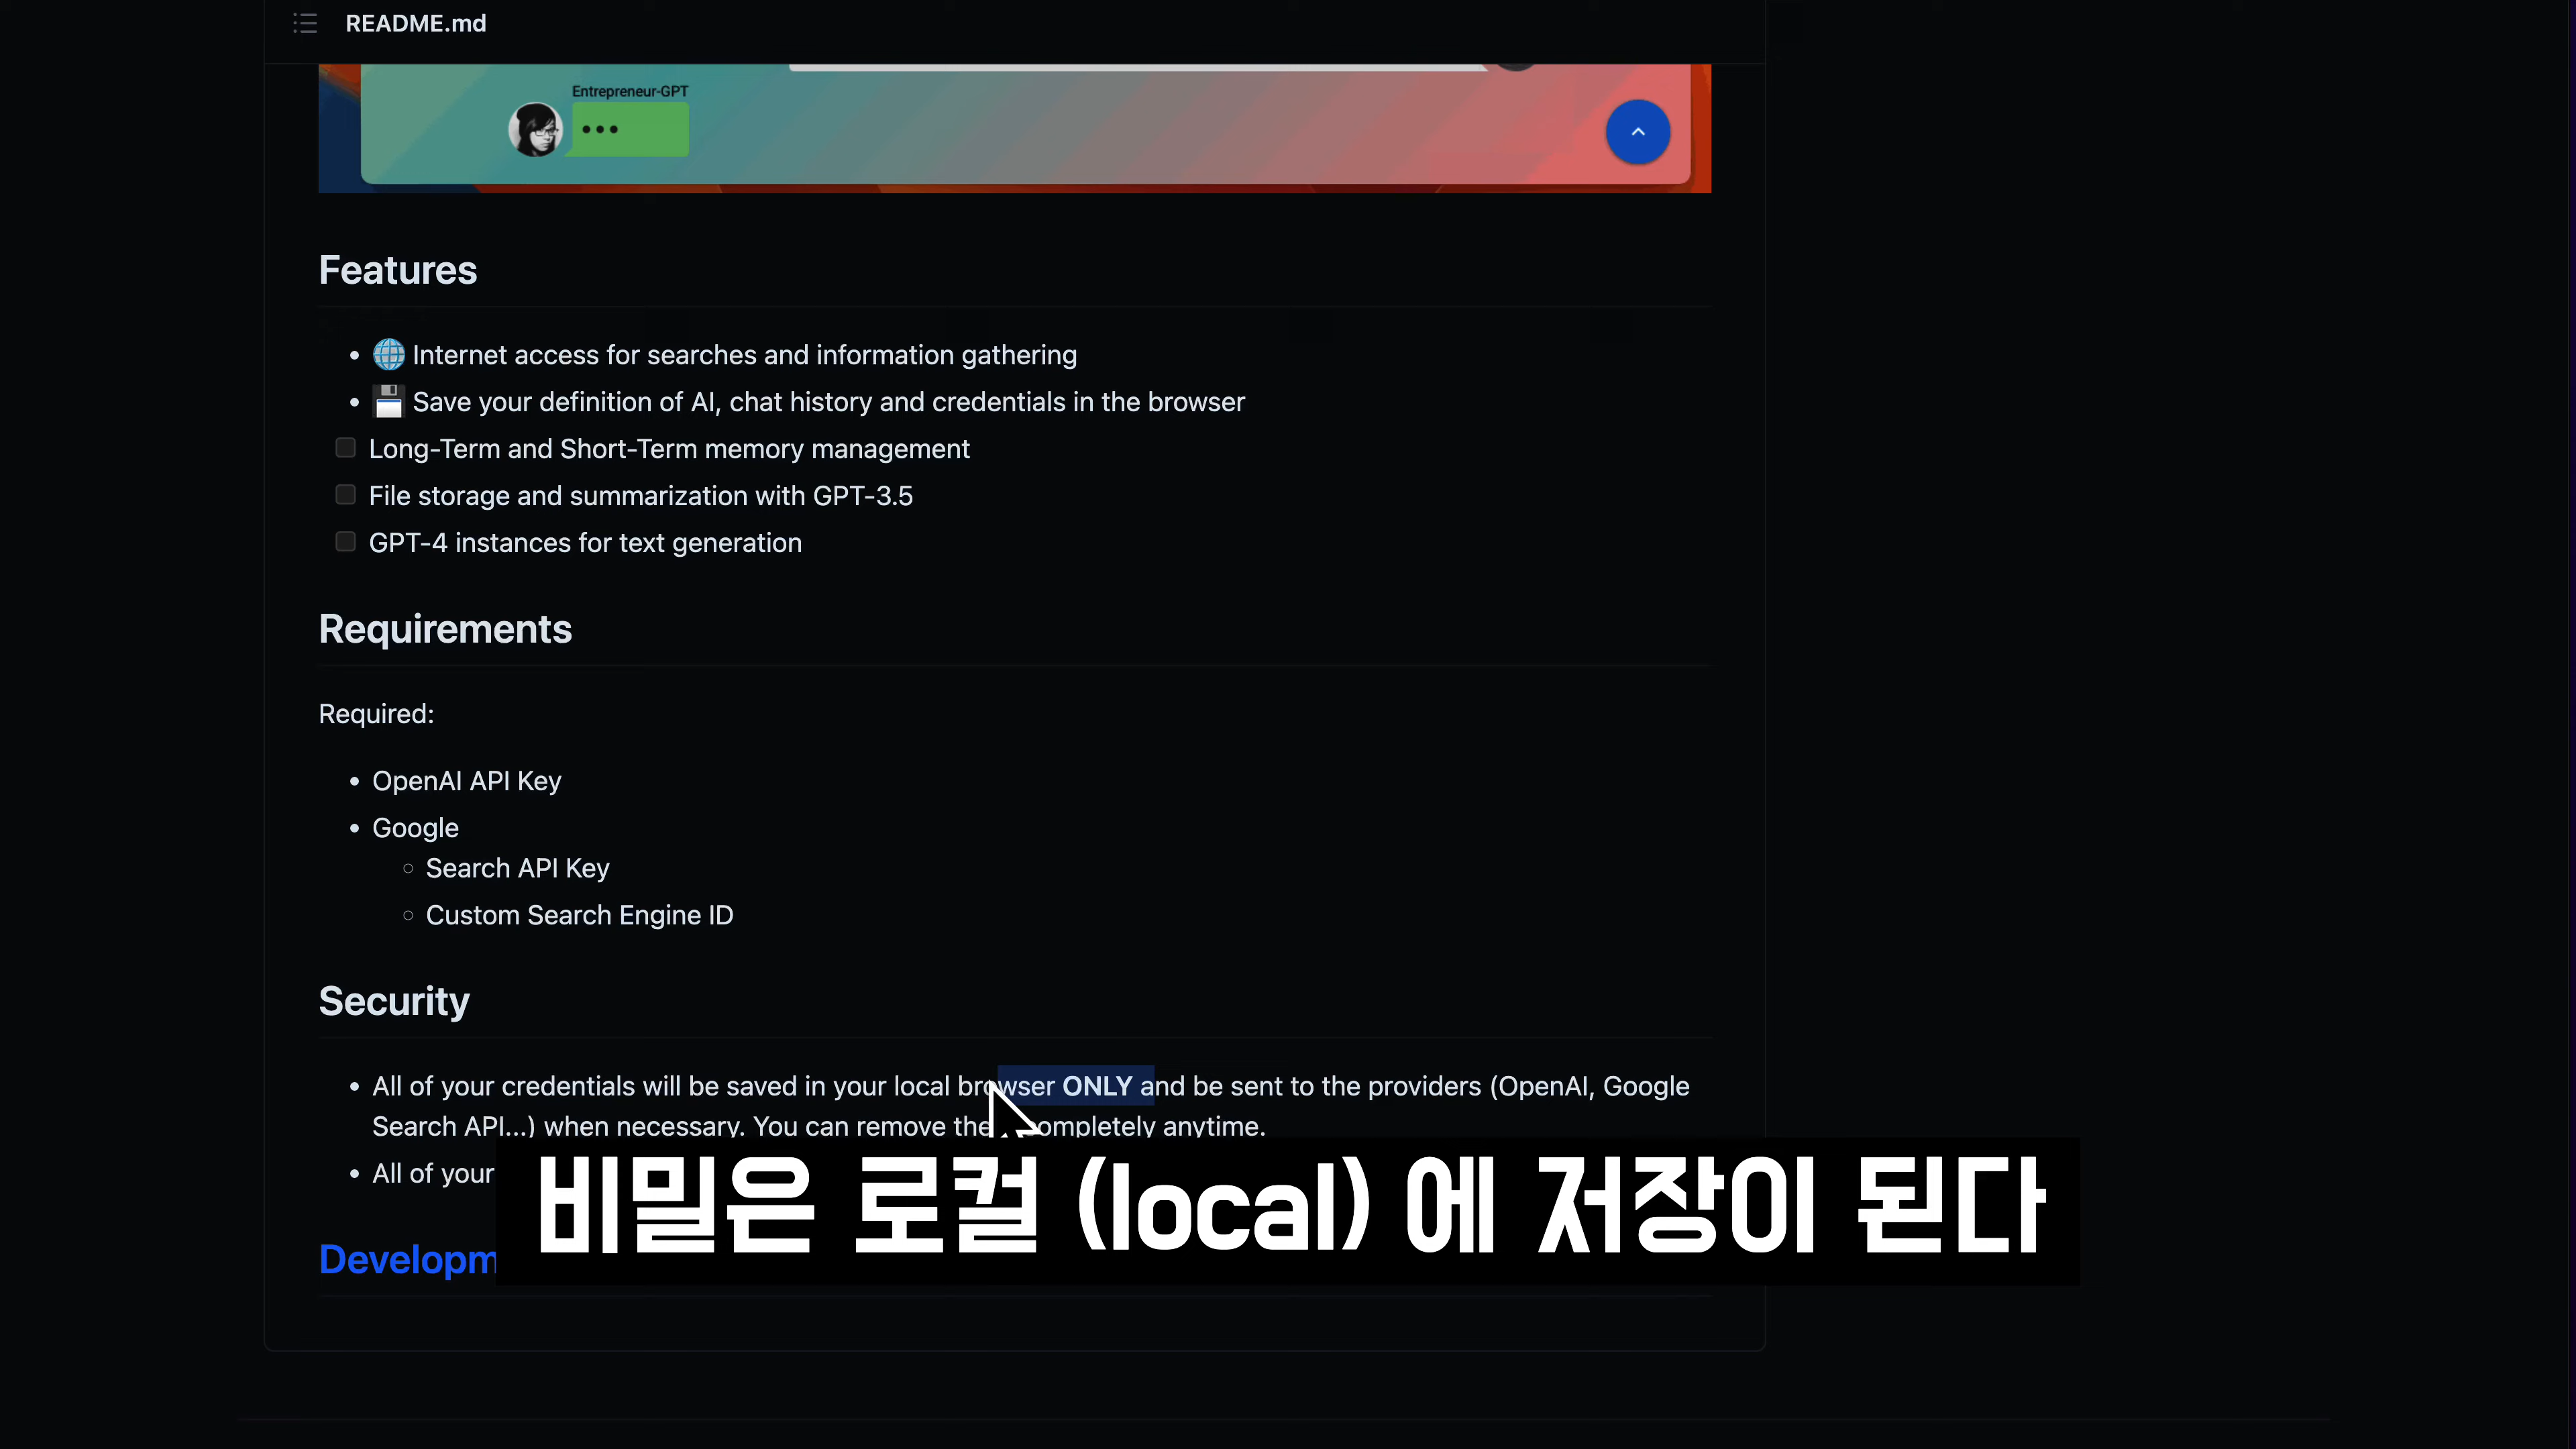 README.md
Entrepreneur-GPT
Features
Internet access for searches and information gathering
Save your definition of AI, chat history and credentials in the browser
Long-Term and Short-Term memory management
File storage and summarization with GPT-3.5
GPT-4 instances for text generation
Requirements
Required:
OpenAI API Key
Google
Search API Key
Custom Search Engine ID
Security
All of your credentials will be saved in your local browser ONLY and be sent to the providers (OpenAI, Google
Search API...) when necessary. You can remove completely anytime.
All of your
비밀은 로컬 (local) 에 저장이 된다